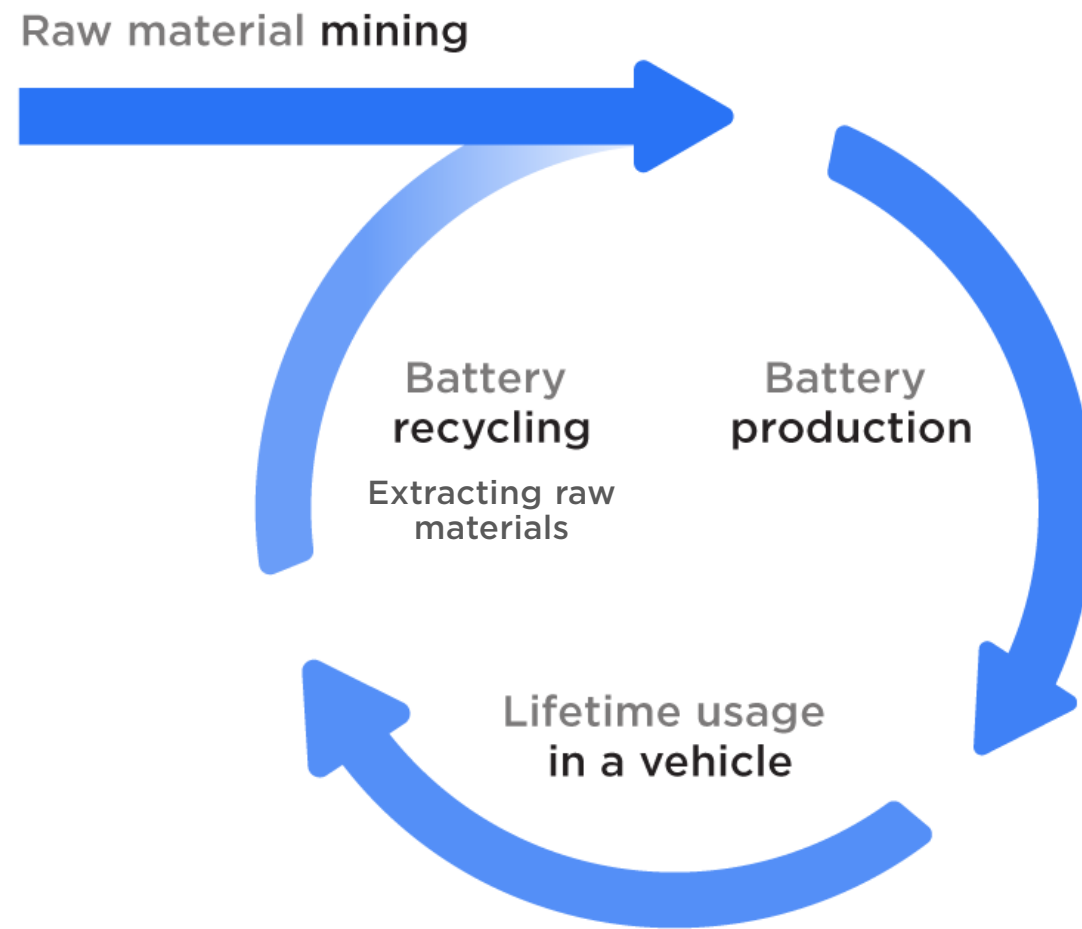 Raw material mining
Battery
recycling
Extracting raw
materials
Battery
production
Lifetime usage
in a vehicle